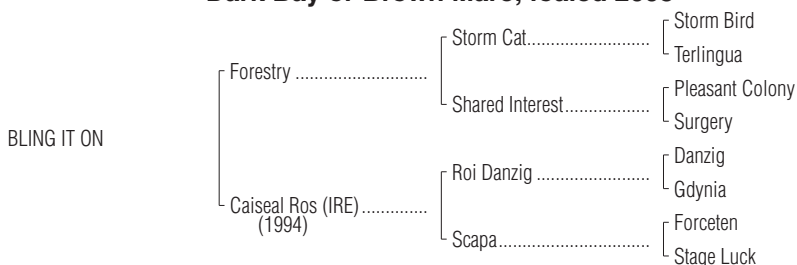 Dark Bay or Brown Mare; foaled
Storm Bird
Storm Cat..............................
Terlingua
Forestry ................................
Pleasant Colony
Shared Interest.....................
Surgery
BLING IT ON
Danzig
Roi Danzig ............................
Gdynia
Caiseal Ros (IRE)................
(1994)
Forceten
Scapa.....................................
Stage Luck